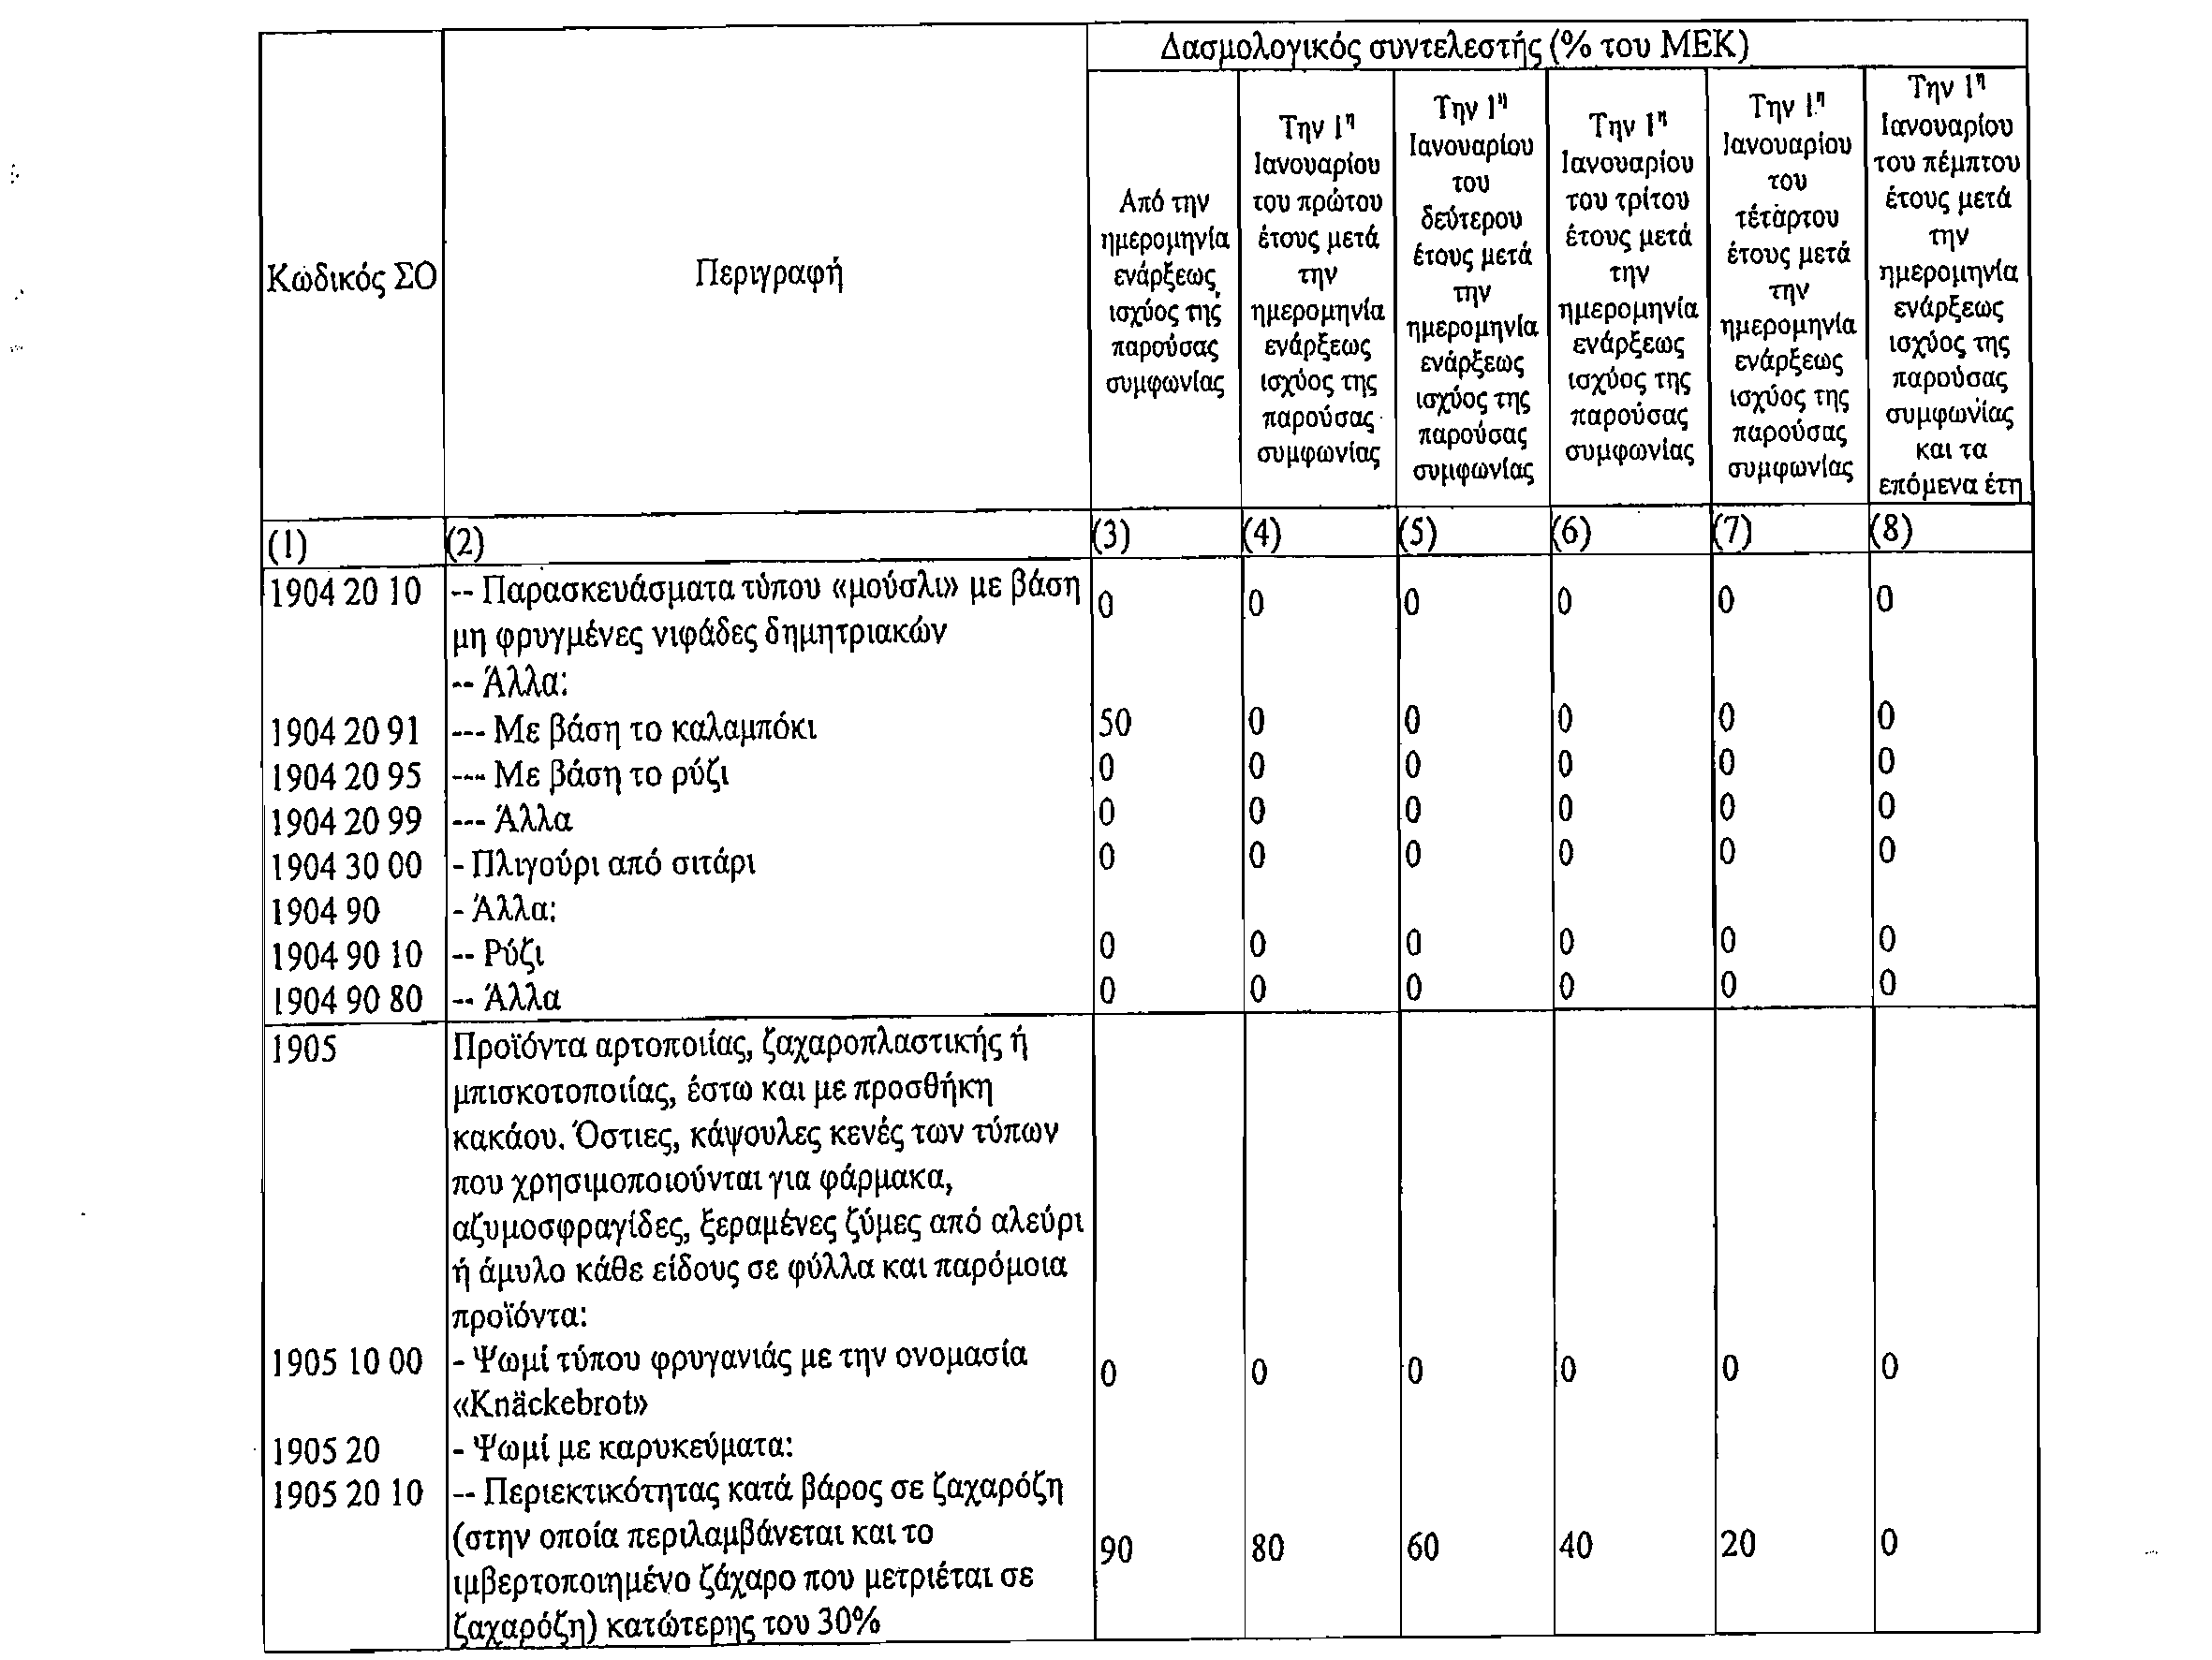 Δασμολογικός συντελεστής (% του ΜΕΚ)
Κωδικός ΣΟ
Περιγραφή
Από την
ημερομηνία
ενάρξεως
ισχύος της
παρούσας
συμφωνίας
Την 1η
Ιανουαρίου
του πρώτου
έτους μετά
την
ημερομηνία
ενάρξεως
ισχύος της
παρούσας
συμφωνίας
Την 1η
Ιανουαρίου
του
δεύτερου
έτους μετά
την
ημερομηνία
ενάρξεως
ισχύος της
παρούσας
συμφωνίας
Την 1η
Ιανουαρίου
του τρίτου
έτους μετά
την
ημερομηνία
ενάρξεως
ισχύος της
παρούσας
συμφωνίας
Την 1η
Ιανουαρίου
του
τέταρτου
έτους μετά
την
ημερομηνία
ενάρξεως
ισχύος της
παρούσας
συμφωνίας
Την 1η
Ιανουαρίου
του πέμπτου
έτους μετά
την
ημερομηνία
ενάρξεως
ισχύος της
παρούσας
συμφωνίας
και τα
επόμενα έτη
(1) (2) (3) (4) (5) (6) (7) (8)
1904 20 10 -- Παρασκευάσματα τύπου «μούσλι» με βάση 0 0 0 0 0 0
μη φρυγμένες νιφάδες δημητριακών
-- Άλλα:
1904 20 91 --- Με βάση το καλαμπόκι 50 0 0 0 0 0
1904 20 95 --- Με βάση το ρύζι 0 0 0 0 0 0
1904 20 99 --- Άλλα 0 0 0 0 0 0
1904 30 00 - Πλιγούρι από σιτάρι 0 0 0 0 0 0
1904 90 - Άλλα:
1904 90 10 -- Ρύζι 0 0 0 0 0 0
1904 90 80 -- Άλλα 0 0 0 0 0 0
1905 Προϊόντα αρτοποιίας, ζαχαροπλαστικής ή
μπισκοτοποιίας, έστω και με προσθήκη
κακάου. Όστιες, κάψουλες κενές των τύπων
που χρησιμοποιούνται για φάρμακα,
αζυμοσφραγίδες, ξεραμένες ζύμες από αλεύρι
ή άμυλο κάθε είδους σε φύλλα και παρόμοια
προϊόντα:
1905 10 00 - Ψωμί τύπου φρυγανιάς με την ονομασία 0 0 0 0 0 0
«Knäckebrot»
1905 20 - Ψωμί με καρυκεύματα:
1905 20 10 -- Περιεκτικότητας κατά βάρος σε ζαχαρόζη
(στην οποία περιλαμβάνεται και το 90 80 60 40 20 0
ιμβερτοποιημένο ζάχαρο που μετριέται σε
ζαχαρόζη) κατώτερης του 30%